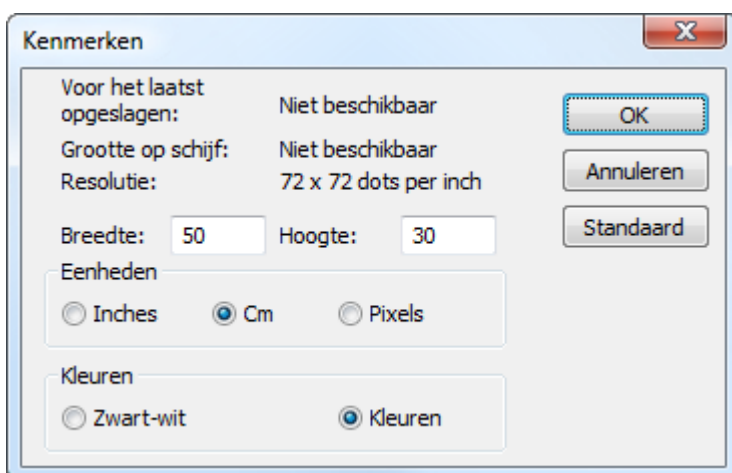 Kenmerken
Voor het laatst
opgeslagen: Niet beschikbaar
Grootte op schijf: Niet beschikbaar
Resolutie: 72 x 72 dots per inch
Breedte: 50 Hoogte: 30
Eenheden
Inches Cm Pixels
Kleuren
Zwart-wit Kleuren
OK
Annuleren
Standaard